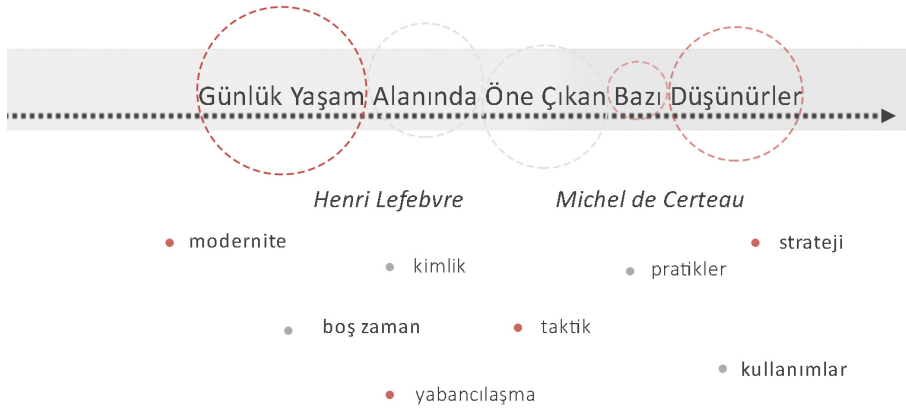 Günlük Yaşam Alanında Öne Çıkan Bazı Düşünürler
Henri Lefebvre Michel de Certeau
modernite
strateji
kimlik
pratikler
boş zaman
taktik
kullanımlar
yabancılaşma